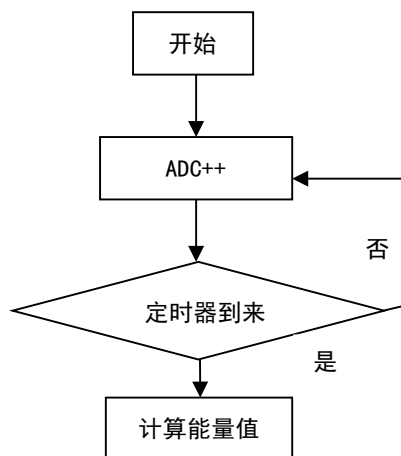 开始
ADC++
否
定时器到来
是
计算能量值